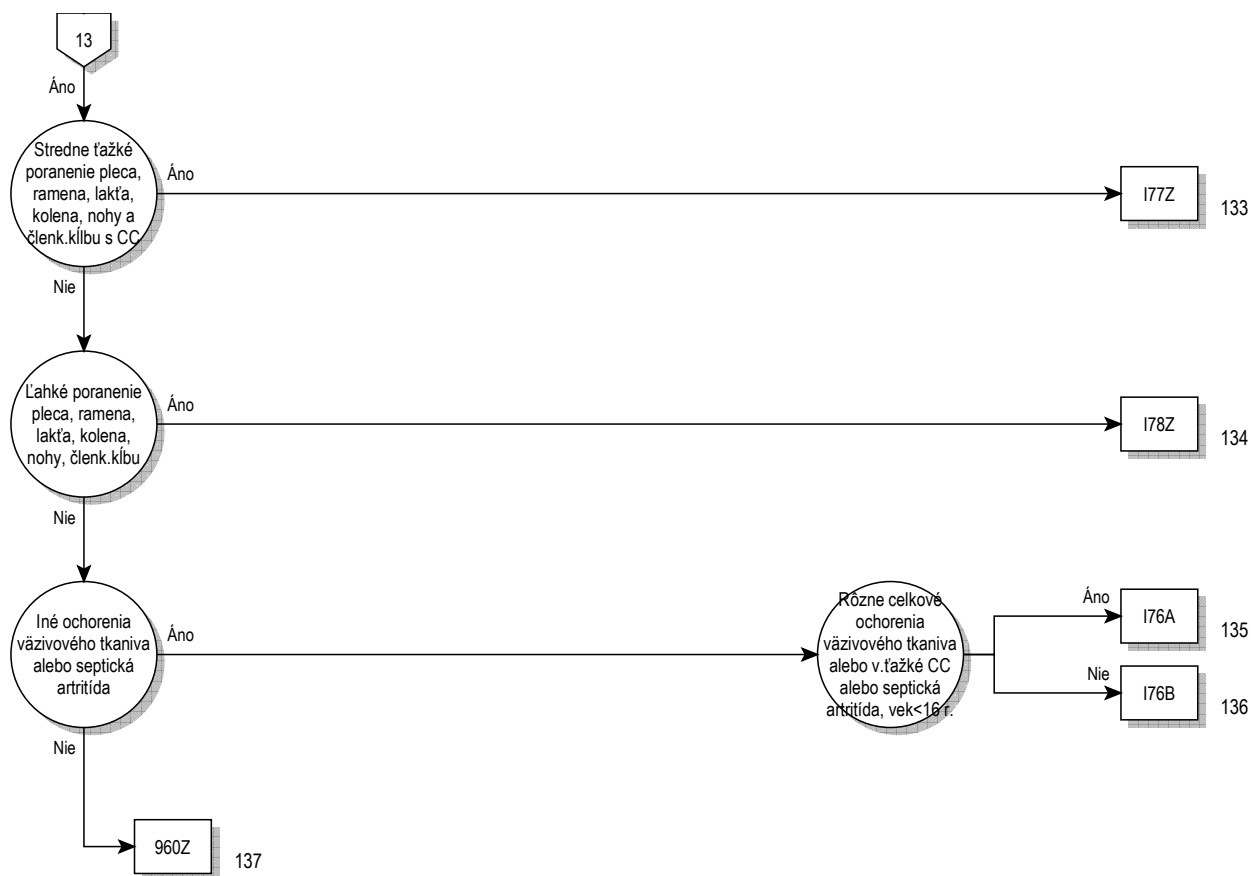 13
Áno
Stredne ťažké
poranenie pleca,
ramena, lakťa,
kolena, nohy a
členk.kĺbu s CC
Áno
I77Z
133
Nie
Ľahké poranenie
pleca, ramena,
lakťa, kolena,
nohy, členk.kĺbu
Áno
I78Z
134
Nie
Iné ochorenia
väzivového tkaniva
alebo septická
artritída
Áno
Rôzne celkové
ochorenia
väzivového tkaniva
alebo v.ťažké CC
alebo septická
artritída, vek<16 r.
Áno
I76A
135
Nie
I76B
136
Nie
960Z
137